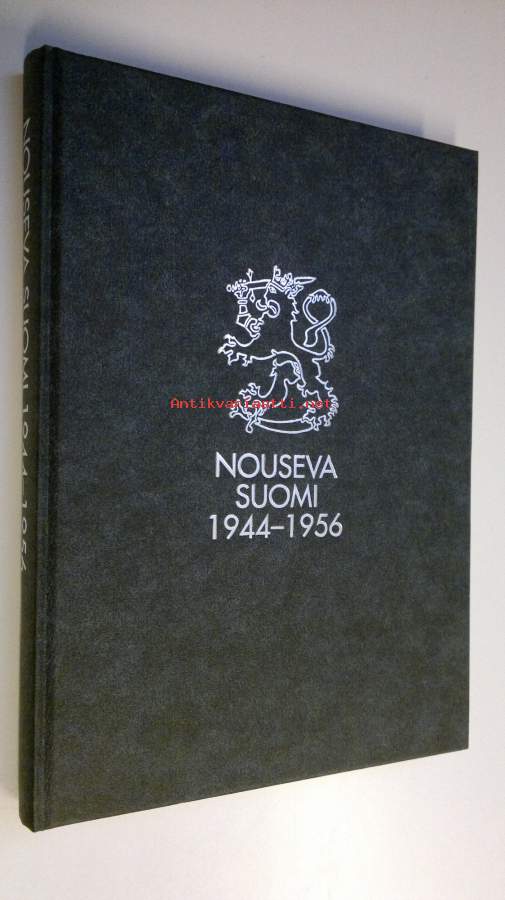 NOUSEVA SUOMI 1944-1956
Antikvariaatti.net
NOUSEVA
SUOMI
1944–1956